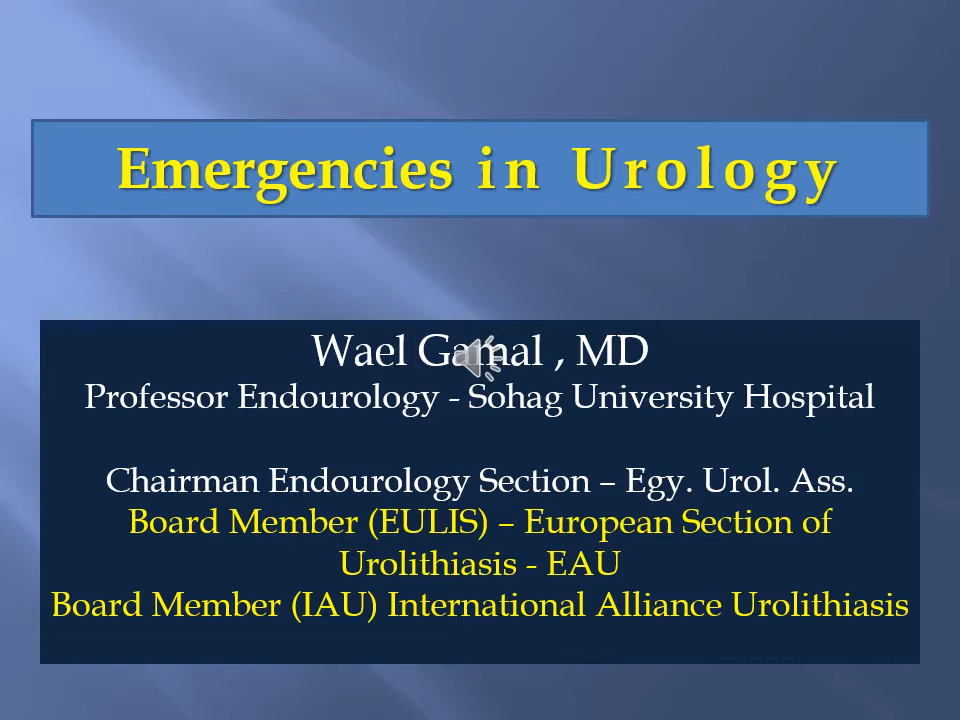 Emergencies in Urology
Wael Gamal , MD
Professor Endourology - Sohag University Hospital
Chairman Endourology Section – Egy. Urol. Ass.
Board Member (EULIS) – European Section of
Urolithiasis - EAU
Board Member (IAU) International Alliance Urolithiasis